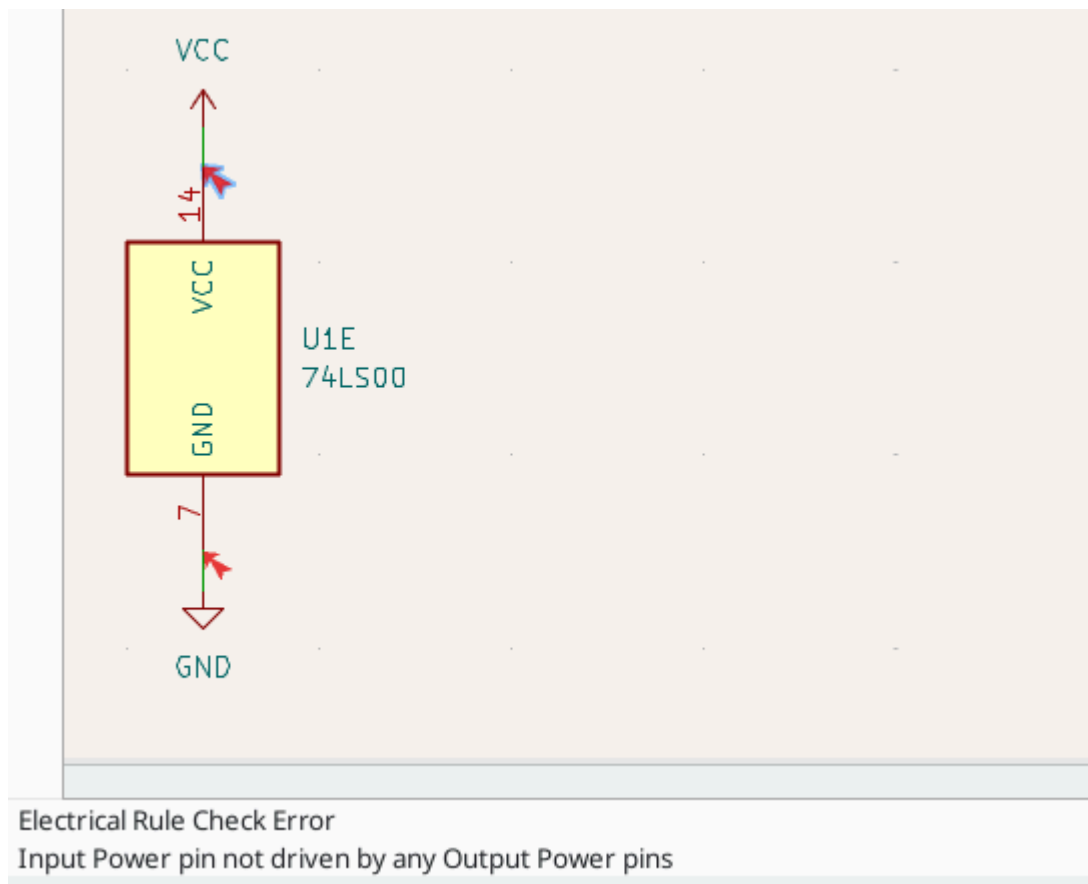 VCC
14
VCC
U1E
74LS00
GND
7
GND
Electrical Rule Check Error
Input Power pin not driven by any Output Power pins